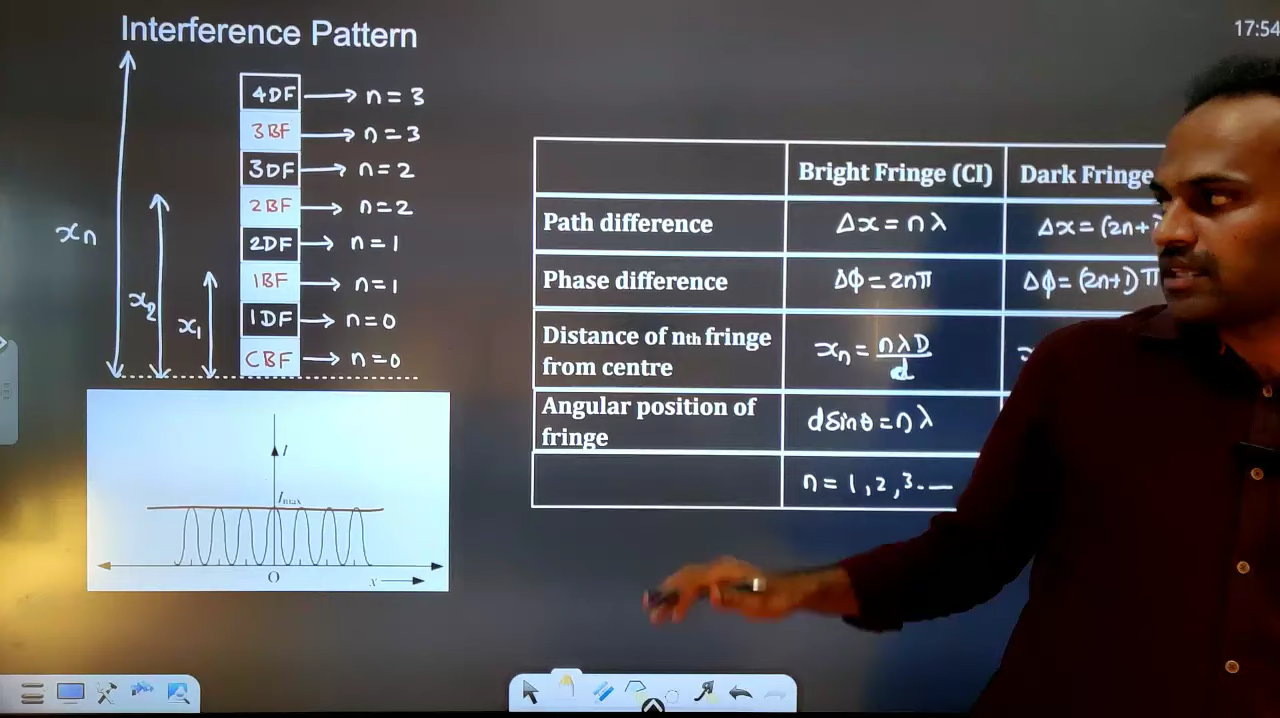 Interference Pattern
17:54
4DF → n = 3
3BF → n = 3
3DF → n = 2
2BF → n = 2
2DF → n = 1
1BF → n = 1
1DF → n = 0
CBF → n = 0
xₙ
x₂
x₁
I
Imax
O
x
Bright Fringe (CI)
Dark Fringe
Path difference
Δx = nλ
Δx = (2n+
Phase difference
Δϕ = 2nπ
Δϕ = (2n+1)π
Distance of nth fringe
from centre
xₙ = nλD/d
Angular position of
fringe
dsinθ = nλ
n = 1, 2, 3 ...